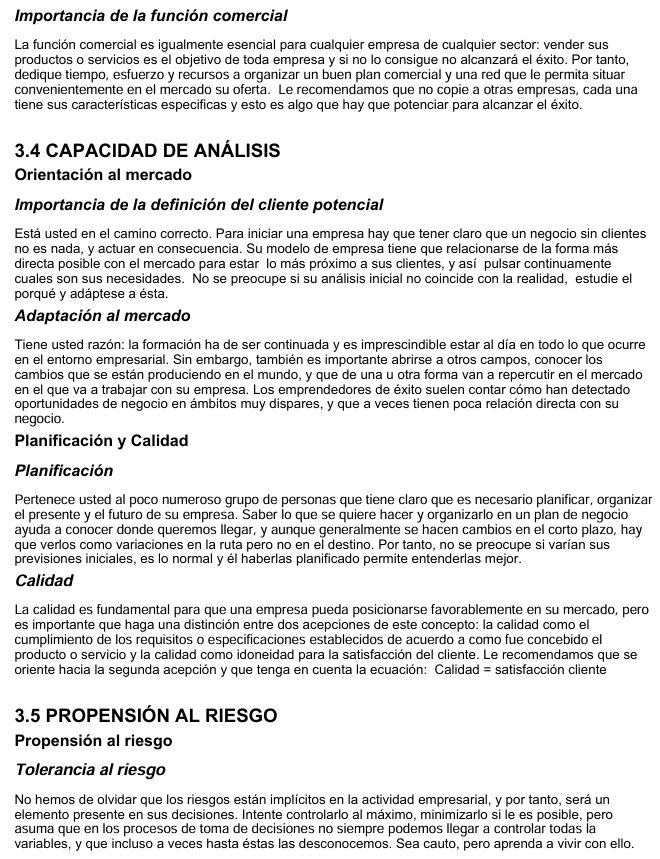 Importancia de la función comercial
La función comercial es igualmente esencial para cualquier empresa de cualquier sector: vender sus
productos o servicios es el objetivo de toda empresa y si no lo consigue no alcanzará el éxito. Por tanto,
dedique tiempo, esfuerzo y recursos a organizar un buen plan comercial y una red que le permita situar
convenientemente en el mercado su oferta.  Le recomendamos que no copie a otras empresas, cada una
tiene sus características especificas y esto es algo que hay que potenciar para alcanzar el éxito.
3.4 CAPACIDAD DE ANÁLISIS
Orientación al mercado
Importancia de la definición del cliente potencial
Está usted en el camino correcto. Para iniciar una empresa hay que tener claro que un negocio sin clientes
no es nada, y actuar en consecuencia. Su modelo de empresa tiene que relacionarse de la forma más
directa posible con el mercado para estar  lo más próximo a sus clientes, y así  pulsar continuamente
cuales son sus necesidades.  No se preocupe si su análisis inicial no coincide con la realidad,  estudie el
porqué y adáptese a ésta.
Adaptación al mercado
Tiene usted razón: la formación ha de ser continuada y es imprescindible estar al día en todo lo que ocurre
en el entorno empresarial. Sin embargo, también es importante abrirse a otros campos, conocer los
cambios que se están produciendo en el mundo, y que de una u otra forma van a repercutir en el mercado
en el que va a trabajar con su empresa. Los emprendedores de éxito suelen contar cómo han detectado
oportunidades de negocio en ámbitos muy dispares, y que a veces tienen poca relación directa con su
negocio.
Planificación y Calidad
Planificación
Pertenece usted al poco numeroso grupo de personas que tiene claro que es necesario planificar, organizar
el presente y el futuro de su empresa. Saber lo que se quiere hacer y organizarlo en un plan de negocio
ayuda a conocer donde queremos llegar, y aunque generalmente se hacen cambios en el corto plazo, hay
que verlos como variaciones en la ruta pero no en el destino. Por tanto, no se preocupe si varían sus
previsiones iniciales, es lo normal y él haberlas planificado permite entenderlas mejor.
Calidad
La calidad es fundamental para que una empresa pueda posicionarse favorablemente en su mercado, pero
es importante que haga una distinción entre dos acepciones de este concepto: la calidad como el
cumplimiento de los requisitos o especificaciones establecidos de acuerdo a como fue concebido el
producto o servicio y la calidad como idoneidad para la satisfacción del cliente. Le recomendamos que se
oriente hacia la segunda acepción y que tenga en cuenta la ecuación:  Calidad = satisfacción cliente
3.5 PROPENSIÓN AL RIESGO
Propensión al riesgo
Tolerancia al riesgo
No hemos de olvidar que los riesgos están implícitos en la actividad empresarial, y por tanto, será un
elemento presente en sus decisiones. Intente controlarlo al máximo, minimizarlo si le es posible, pero
asuma que en los procesos de toma de decisiones no siempre podemos llegar a controlar todas la
variables, y que incluso a veces hasta éstas las desconocemos. Sea cauto, pero aprenda a vivir con ello.